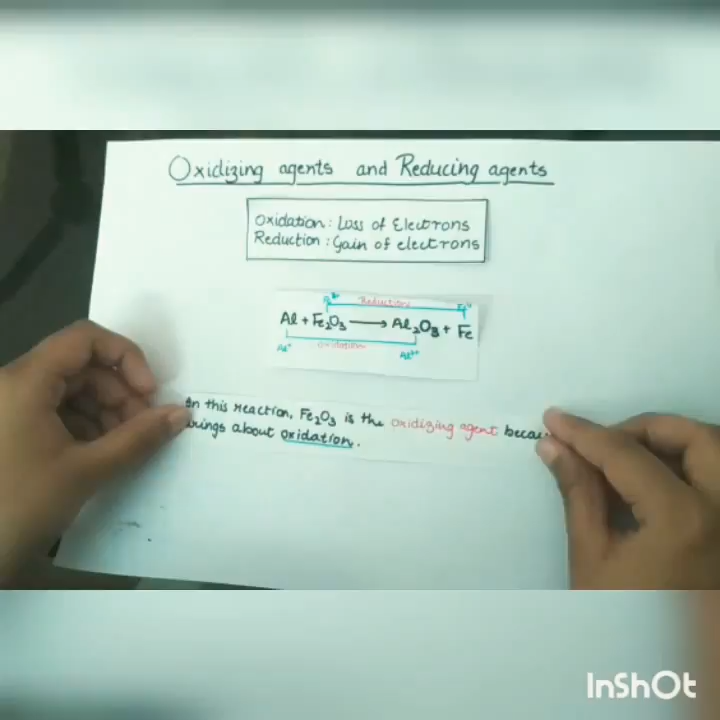 Oxidizing agents and Reducing agents
Oxidation: Loss of Electrons
Reduction: Gain of electrons
Reduction
Al + Fe₂O₃ ⟶ Al₂O₃ + Fe
oxidation
In this reaction, Fe₂O₃ is the oxidizing agent becau
brings about oxidation.
InShOt